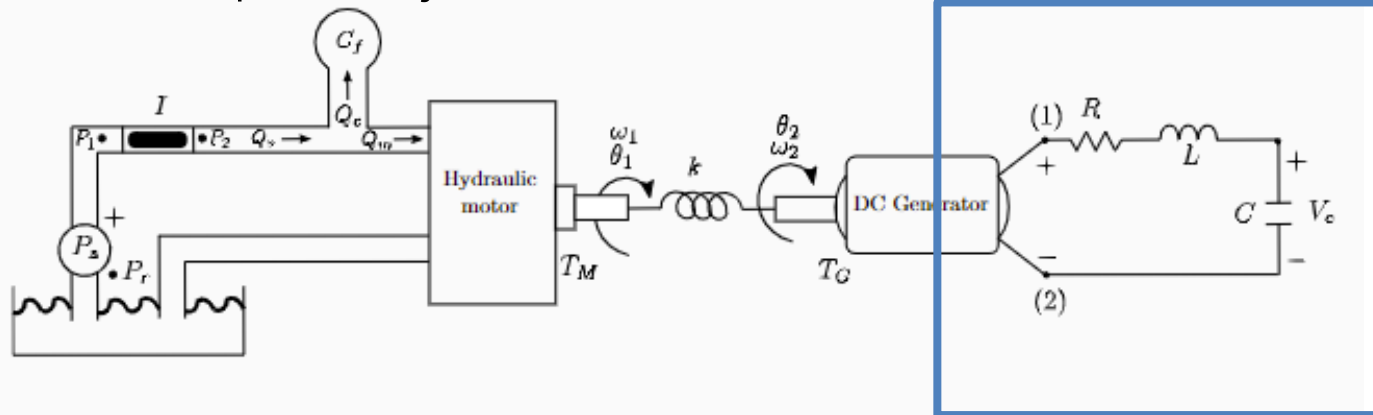 C_f
I
Q_c
P_1 P_2 Q_s Q_m
Hydraulic
motor
P_s
+
P_r
ω_1
θ_1
T_M
k
θ_2
ω_2
DC Generator
T_G
(1)
+
−
(2)
R
L
C
+
V_c
−